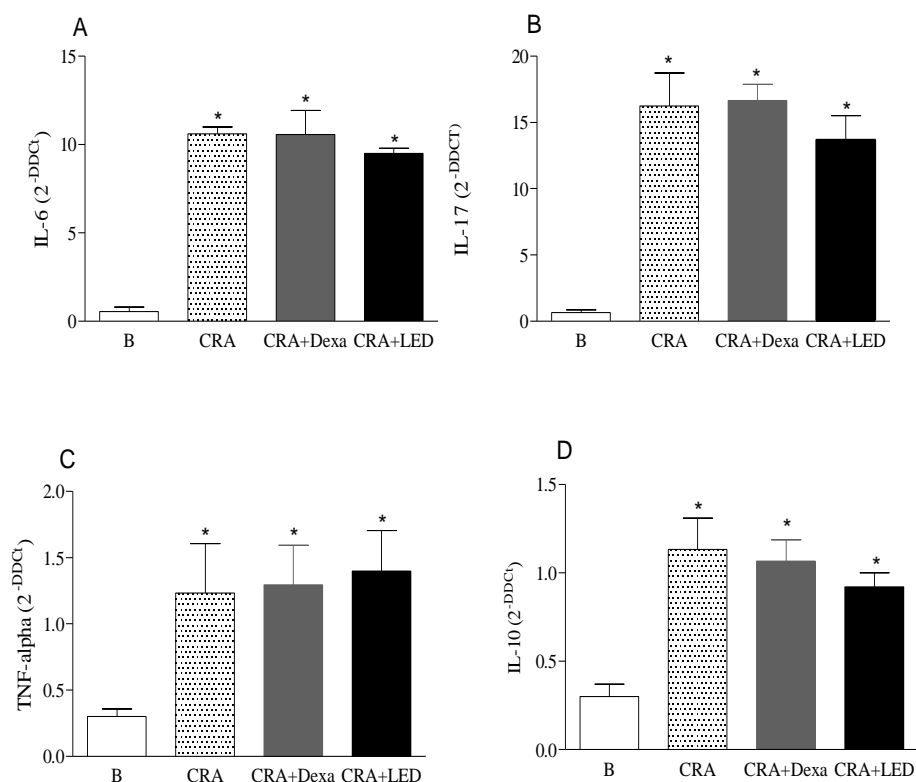 A
IL-6 (2^-DDCt)
15
10
5
0
* * *
B CRA CRA+Dexa CRA+LED
B
IL-17 (2^-DDCT)
20
15
10
5
0
* * *
B CRA CRA+Dexa CRA+LED
C
TNF-alpha (2^-DDCt)
2.0
1.5
1.0
0.5
0.0
* * *
B CRA CRA+Dexa CRA+LED
D
IL-10 (2^-DDCt)
1.5
1.0
0.5
0.0
* * *
B CRA CRA+Dexa CRA+LED